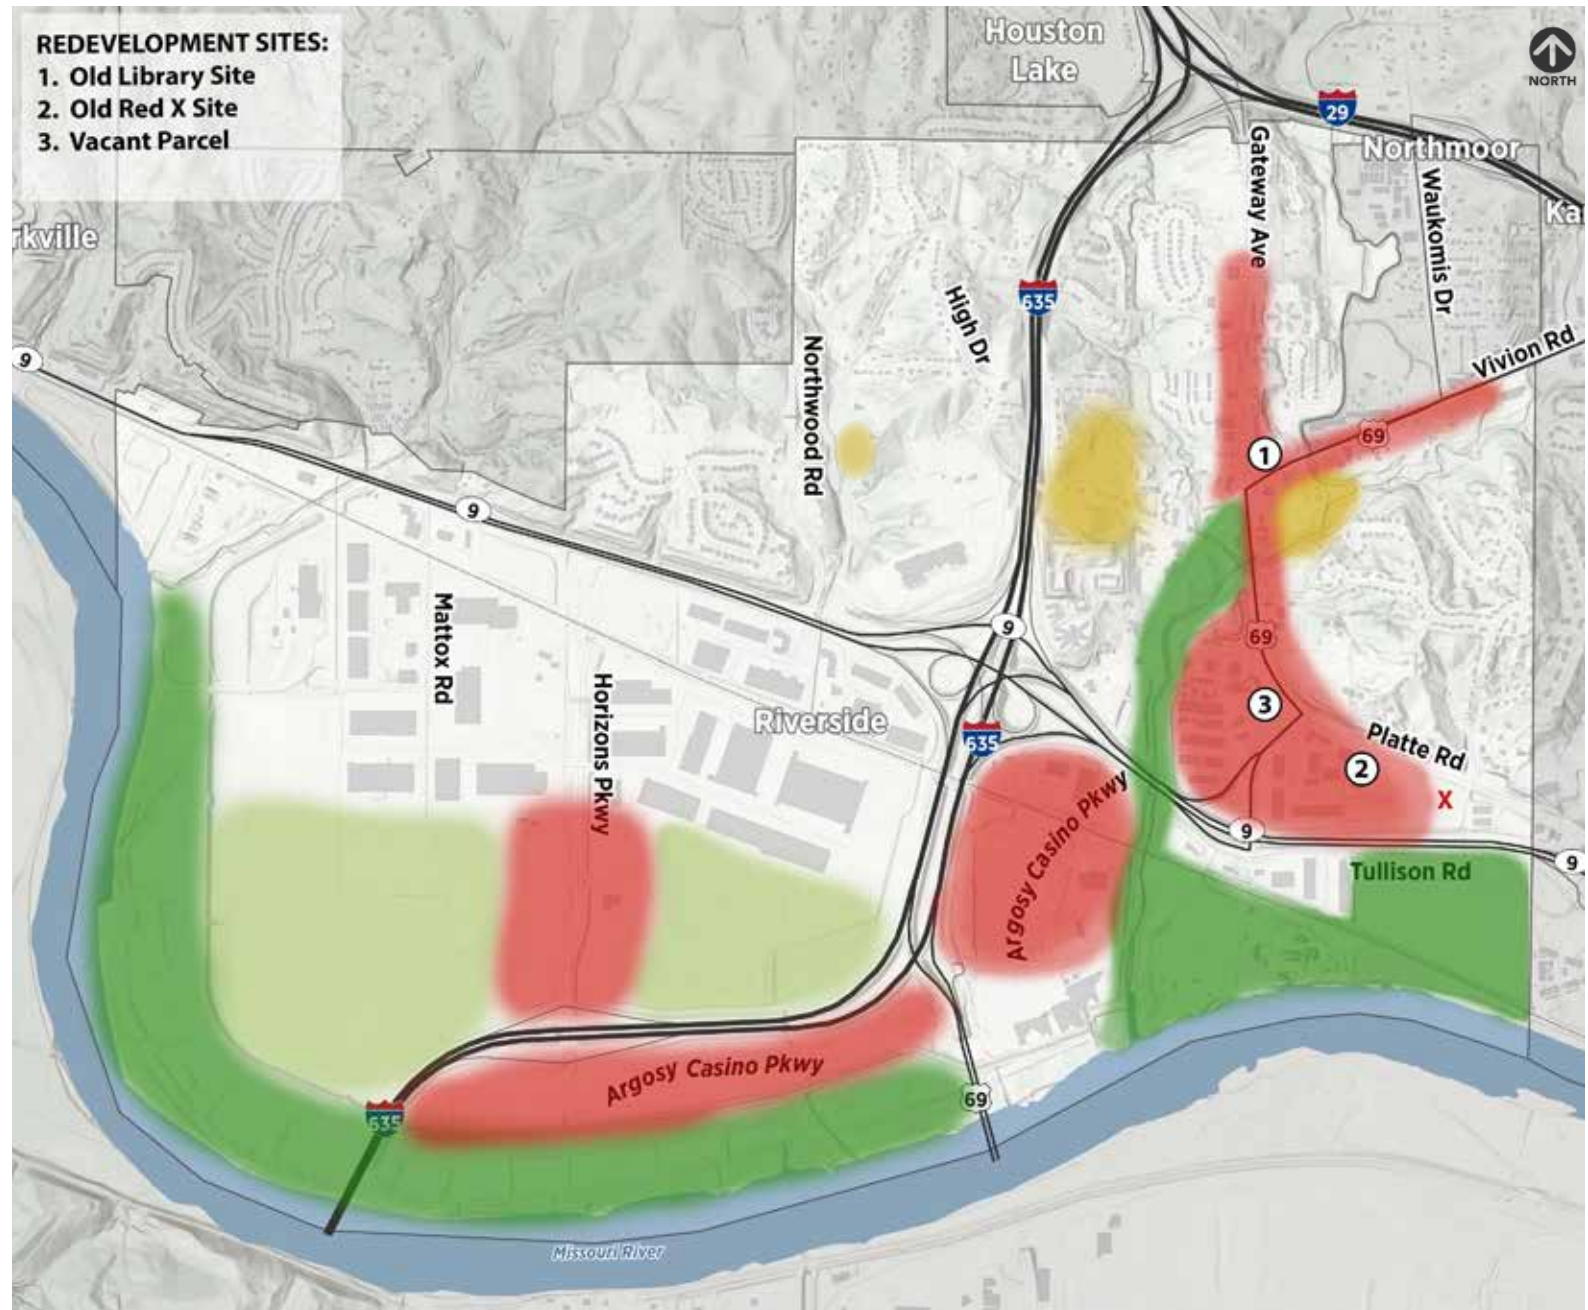 REDEVELOPMENT SITES:
1. Old Library Site
2. Old Red X Site
3. Vacant Parcel
Houston
Lake
NORTH
29
Northmoor
Gateway Ave
Waukomis Dr
Ka
rkville
635
High Dr
Northwood Rd
Vivion Rd
9
69
1
9
Mattox Rd
9
69
Horizons Pkwy
Riverside
635
3
Platte Rd
2
X
Argosy Casino Pkwy
9
9
Tullison Rd
Argosy Casino Pkwy
69
635
Missouri River